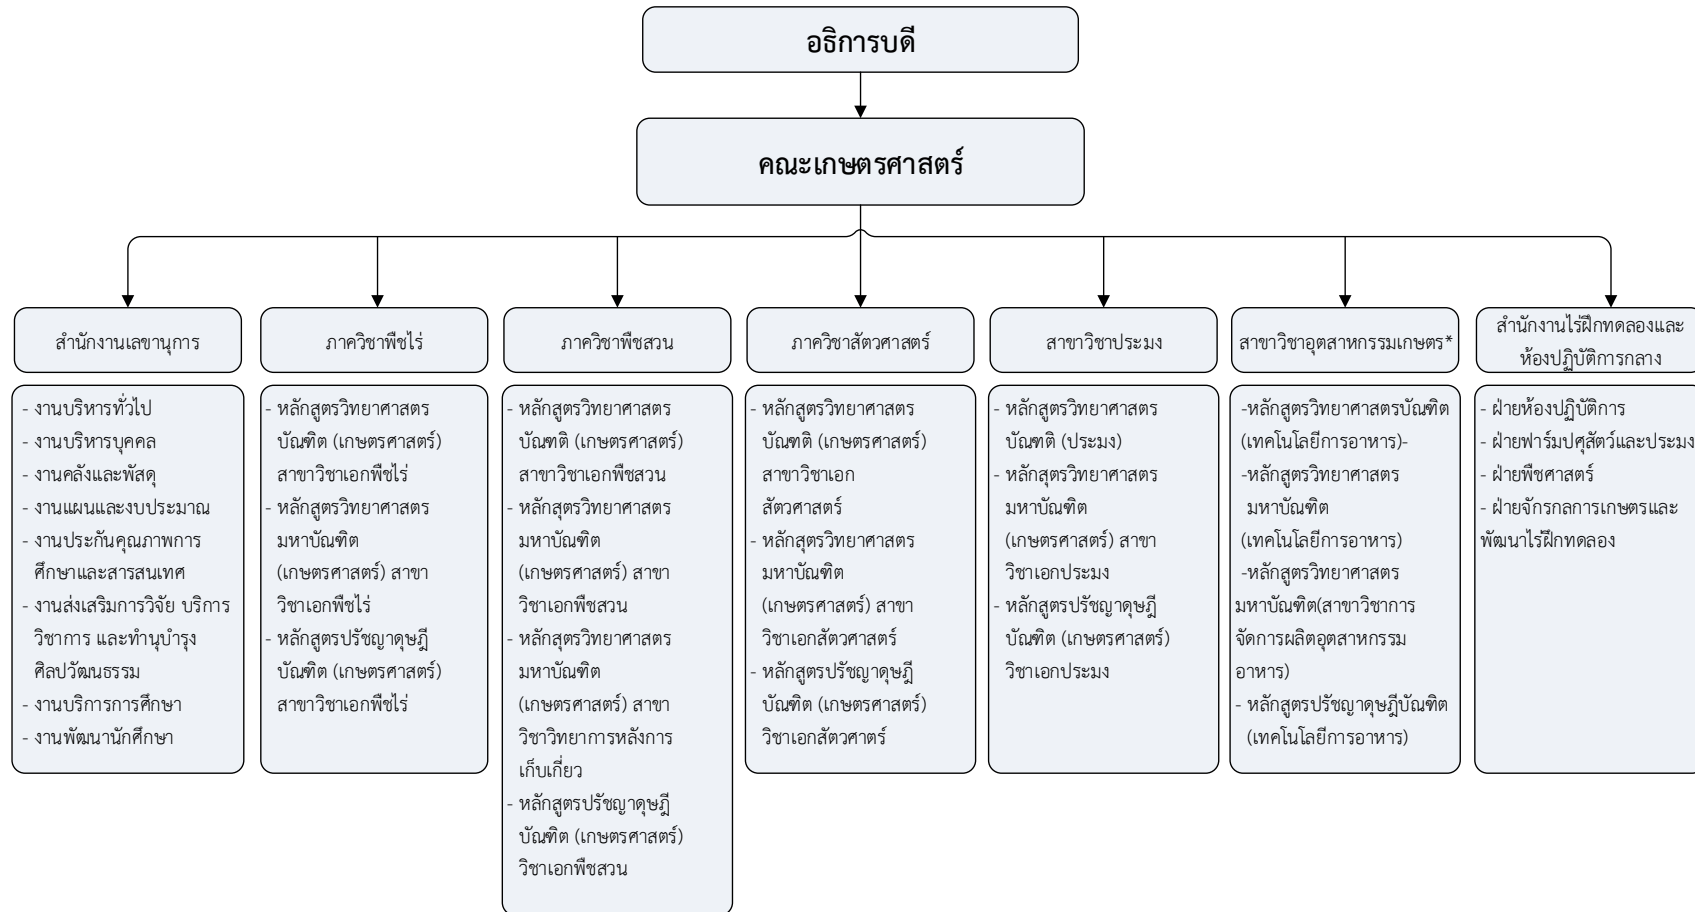 อธิการบดี
คณะเกษตรศาสตร์
สำนักงานเลขานุการ
- งานบริหารทั่วไป
- งานบริหารบุคคล
- งานคลังและพัสดุ
- งานแผนและงบประมาณ
- งานประกันคุณภาพการ
ศึกษาและสารสนเทศ
- งานส่งเสริมการวิจัย บริการ
วิชาการ และทำนุบำรุง
ศิลปวัฒนธรรม
- งานบริการการศึกษา
- งานพัฒนานักศึกษา
ภาควิชาพืชไร่
- หลักสูตรวิทยาศาสตร
บัณฑิต (เกษตรศาสตร์)
สาขาวิชาเอกพืชไร่
- หลักสูตรวิทยาศาสตร
มหาบัณฑิต
(เกษตรศาสตร์) สาขา
วิชาเอกพืชไร่
- หลักสูตรปรัชญาดุษฎี
บัณฑิต (เกษตรศาสตร์)
สาขาวิชาเอกพืชไร่
ภาควิชาพืชสวน
- หลักสุตรวิทยาศาสตร
บัณฑติ (เกษตรศาสตร์)
สาขาวิชาเอกพืชสวน
- หลักสุตรวิทยาศาสตร
มหาบัณฑิต
(เกษตรศาสตร์) สาขา
วิชาเอกพืชสวน
- หลักสุตรวิทยาศาสตร
มหาบัณฑิต
(เกษตรศาสตร์) สาขา
วิชาวิทยาการหลังการ
เก็บเกี่ยว
- หลักสูตรปรัชญาดุษฎี
บัณฑิต (เกษตรศาสตร์)
วิชาเอกพืชสวน
ภาควิชาสัตวศาสตร์
- หลักสุตรวิทยาศาสตร
บัณฑติ (เกษตรศาสตร์)
สาขาวิชาเอก
สัตวศาสตร์
- หลักสุตรวิทยาศาสตร
มหาบัณฑิต
(เกษตรศาสตร์) สาขา
วิชาเอกสัตวศาสตร์
- หลักสูตรปรัชญาดุษฎี
บัณฑิต (เกษตรศาสตร์)
วิชาเอกสัตวศาตร์
สาขาวิชาประมง
- หลักสุตรวิทยาศาสตร
บัณฑติ (ประมง)
- หลักสุตรวิทยาศาสตร
มหาบัณฑิต
(เกษตรศาสตร์) สาขา
วิชาเอกประมง
- หลักสูตรปรัชญาดุษฎี
บัณฑิต (เกษตรศาสตร์)
วิชาเอกประมง
สาขาวิชาอุตสาหกรรมเกษตร*
-หลักสูตรวิทยาศาสตรบัณฑิต
(เทคโนโลยีการอาหาร)-
-หลักสูตรวิทยาศาสตร
มหาบัณฑิต
(เทคโนโลยีการอาหาร)
-หลักสูตรวิทยาศาสตร
มหาบัณฑิต(สาขาวิชาการ
จัดการผลิตอุตสาหกรรม
อาหาร)
- หลักสูตรปรัชญาดุษฎีบัณฑิต
(เทคโนโลยีการอาหาร)
สำนักงานไร่ฝึกทดลองและ
ห้องปฏิบัติการกลาง
- ฝ่ายห้องปฏิบัติการ
- ฝ่ายฟาร์มปศุสัตว์และประมง
- ฝ่ายพืชศาสตร์
- ฝ่ายจักรกลการเกษตรและ
พัฒนาไร่ฝึกทดลอง